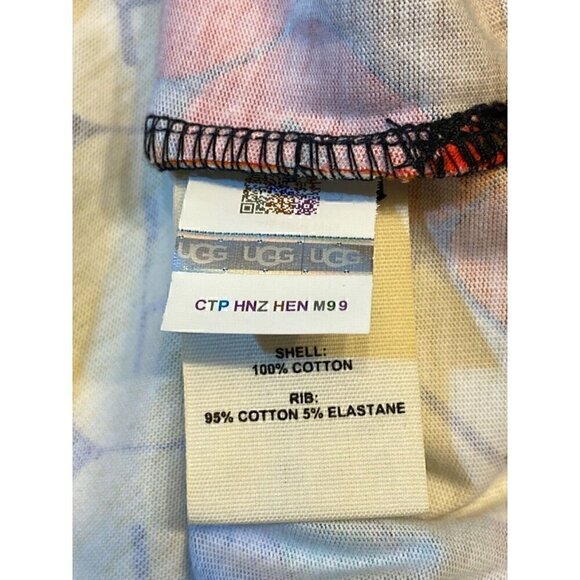 UGG UGG UGG
CTP HNZ HEN M99
SHELL:
100% COTTON
RIB:
95% COTTON 5% ELASTANE